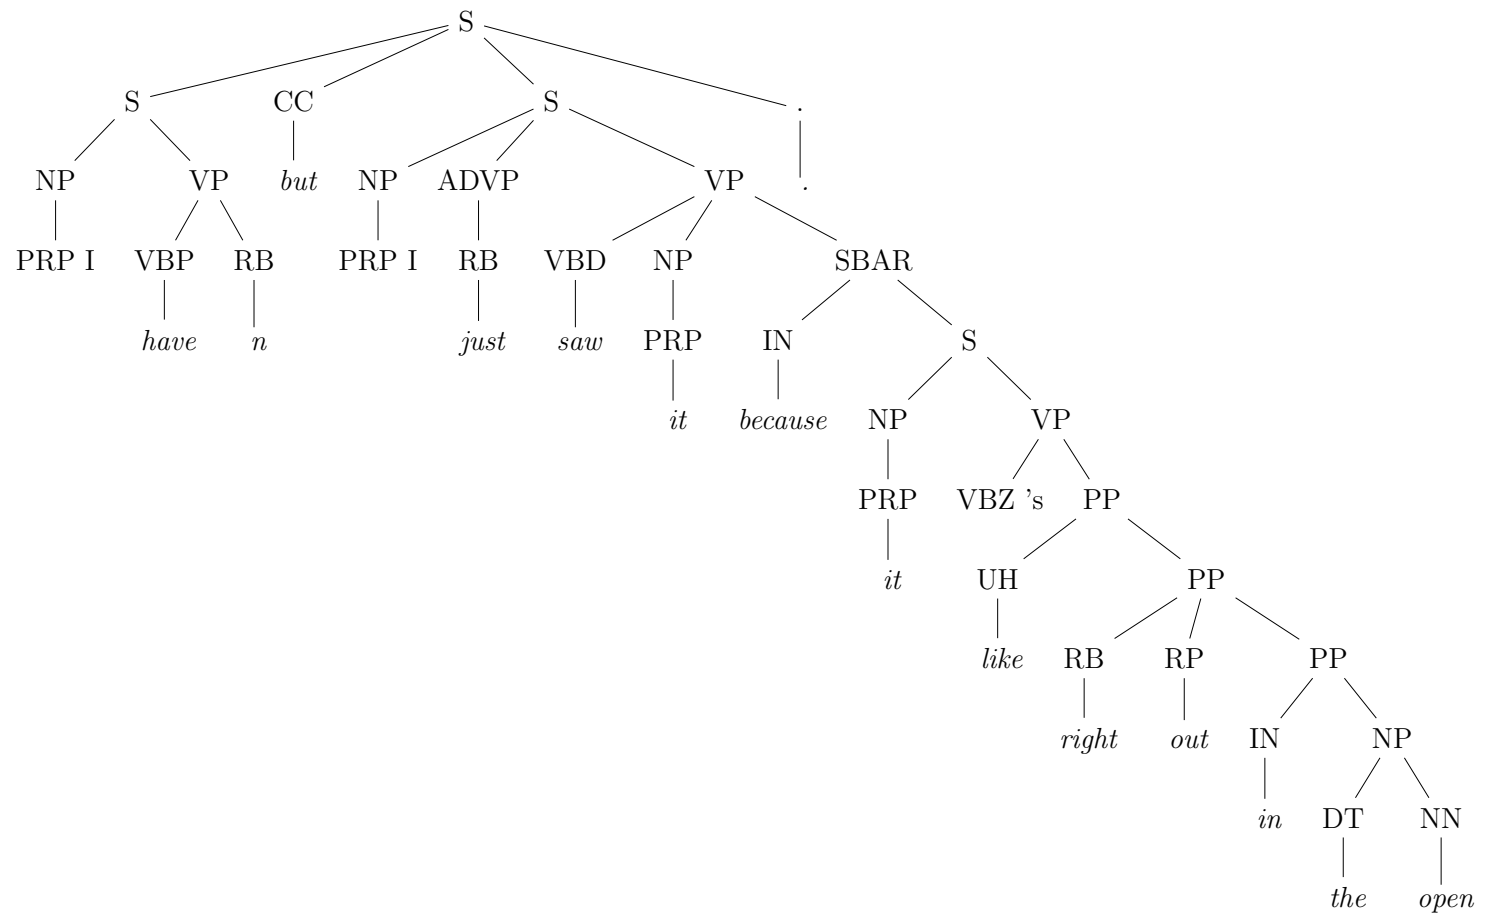 S
S CC S .
NP VP but NP ADVP VP .
PRP I VBP RB PRP I RB VBD NP SBAR
have n just saw PRP IN S
it because NP VP
PRP VBZ 's PP
it UH PP
like RB RP PP
right out IN NP
in DT NN
the open